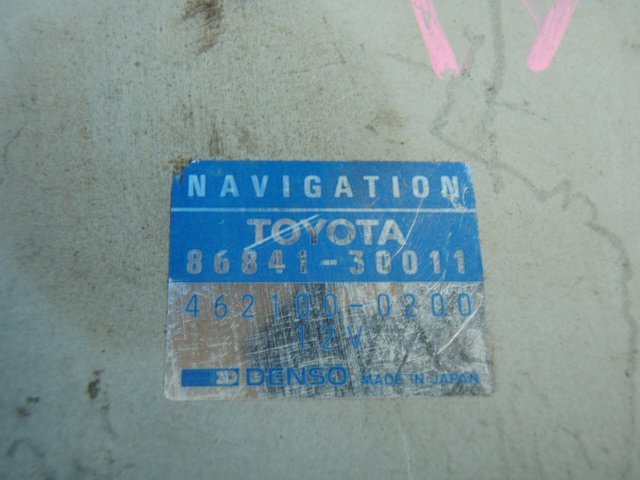 NAVIGATION
TOYOTA
86841-30011
462100-0200
12V
DENSO MADE IN JAPAN